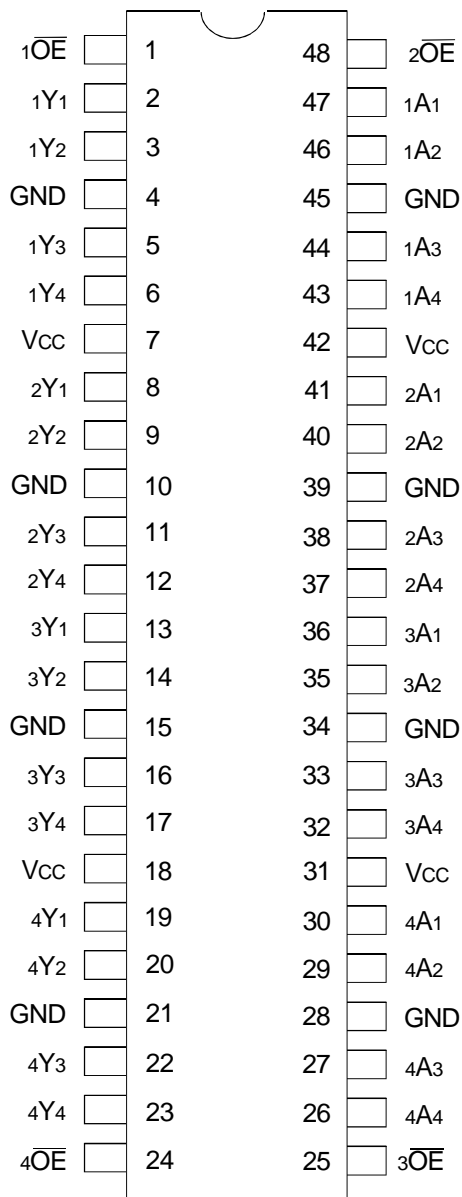 1OE 1 48 2OE
1Y1 2 47 1A1
1Y2 3 46 1A2
GND 4 45 GND
1Y3 5 44 1A3
1Y4 6 43 1A4
VCC 7 42 VCC
2Y1 8 41 2A1
2Y2 9 40 2A2
GND 10 39 GND
2Y3 11 38 2A3
2Y4 12 37 2A4
3Y1 13 36 3A1
3Y2 14 35 3A2
GND 15 34 GND
3Y3 16 33 3A3
3Y4 17 32 3A4
VCC 18 31 VCC
4Y1 19 30 4A1
4Y2 20 29 4A2
GND 21 28 GND
4Y3 22 27 4A3
4Y4 23 26 4A4
4OE 24 25 3OE